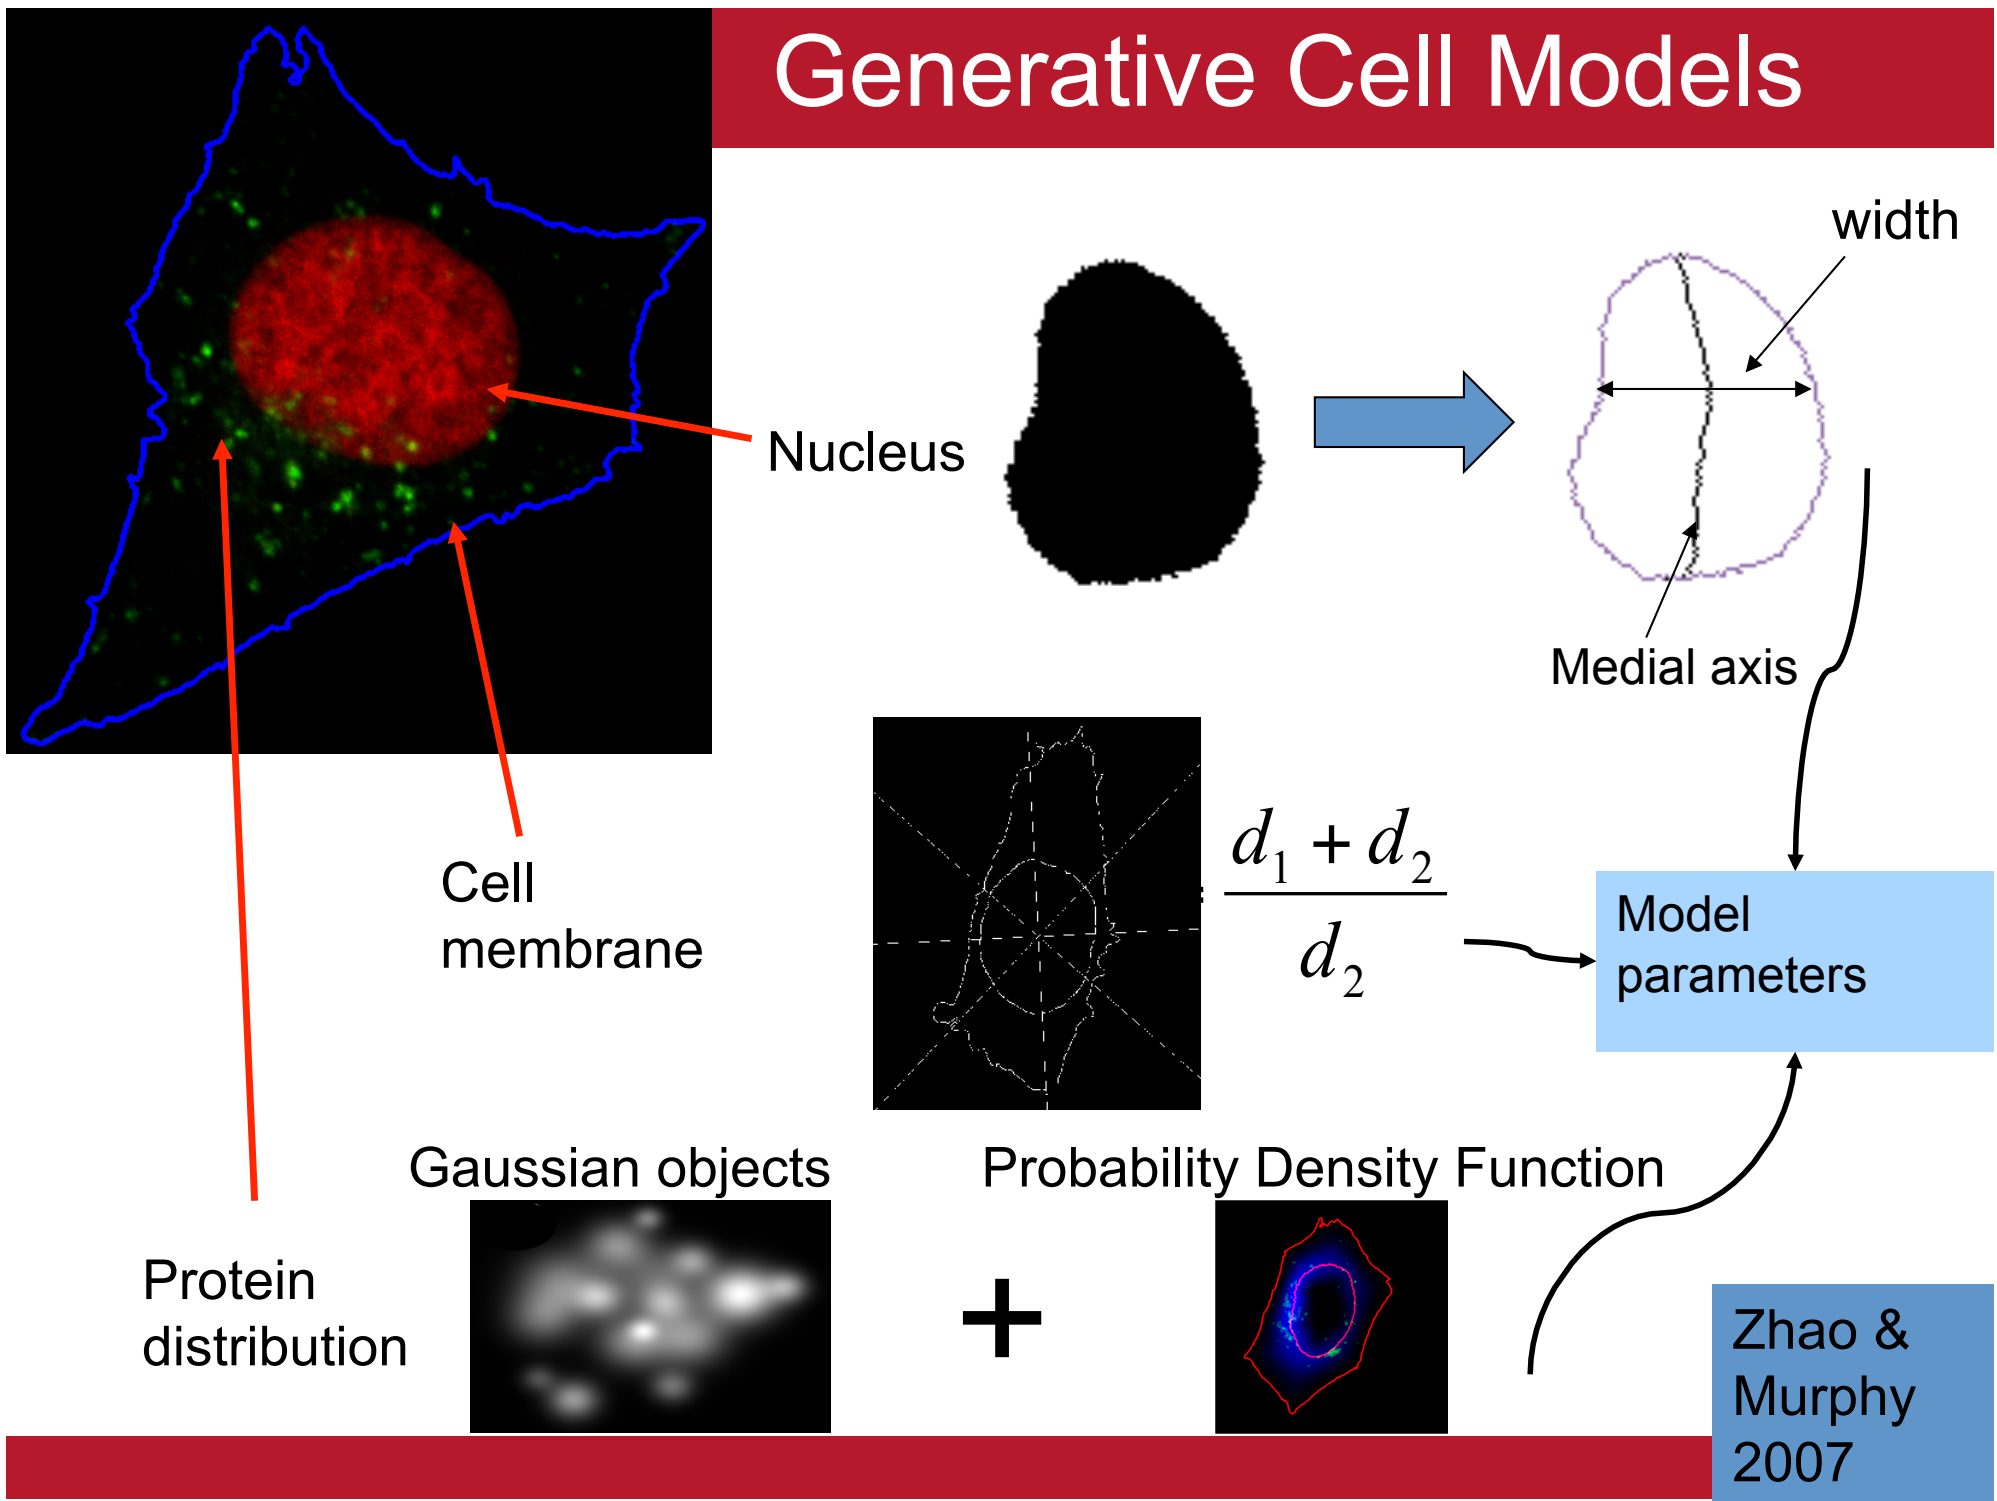 Generative Cell Models
width
Nucleus
Medial axis
d₁ + d₂
d₂
Cell
membrane
Model
parameters
Gaussian objects
Probability Density Function
Protein
distribution
+
Zhao &
Murphy
2007